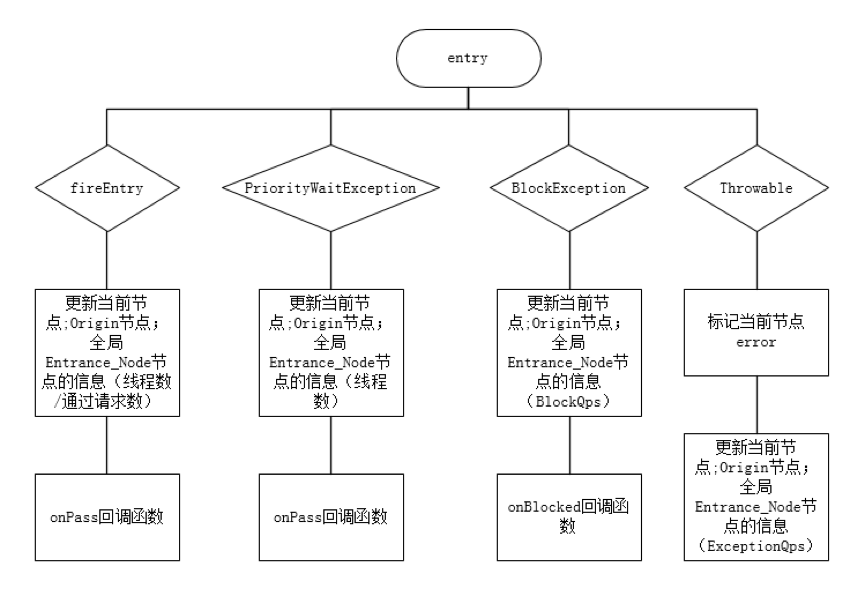 entry
fireEntry
PriorityWaitException
BlockException
Throwable
更新当前节
点;Origin节点；
全局
Entrance_Node节
点的信息（线程数
/通过请求数）
更新当前节
点;Origin节点；
全局
Entrance_Node节
点的信息（线程
数）
更新当前节
点;Origin节点；
全局
Entrance_Node节
点的信息
（BlockQps）
标记当前节点
error
更新当前节
点;Origin节点；
全局
Entrance_Node节
点的信息
（ExceptionQps）
onPass回调函数
onPass回调函数
onBlocked回调函
数